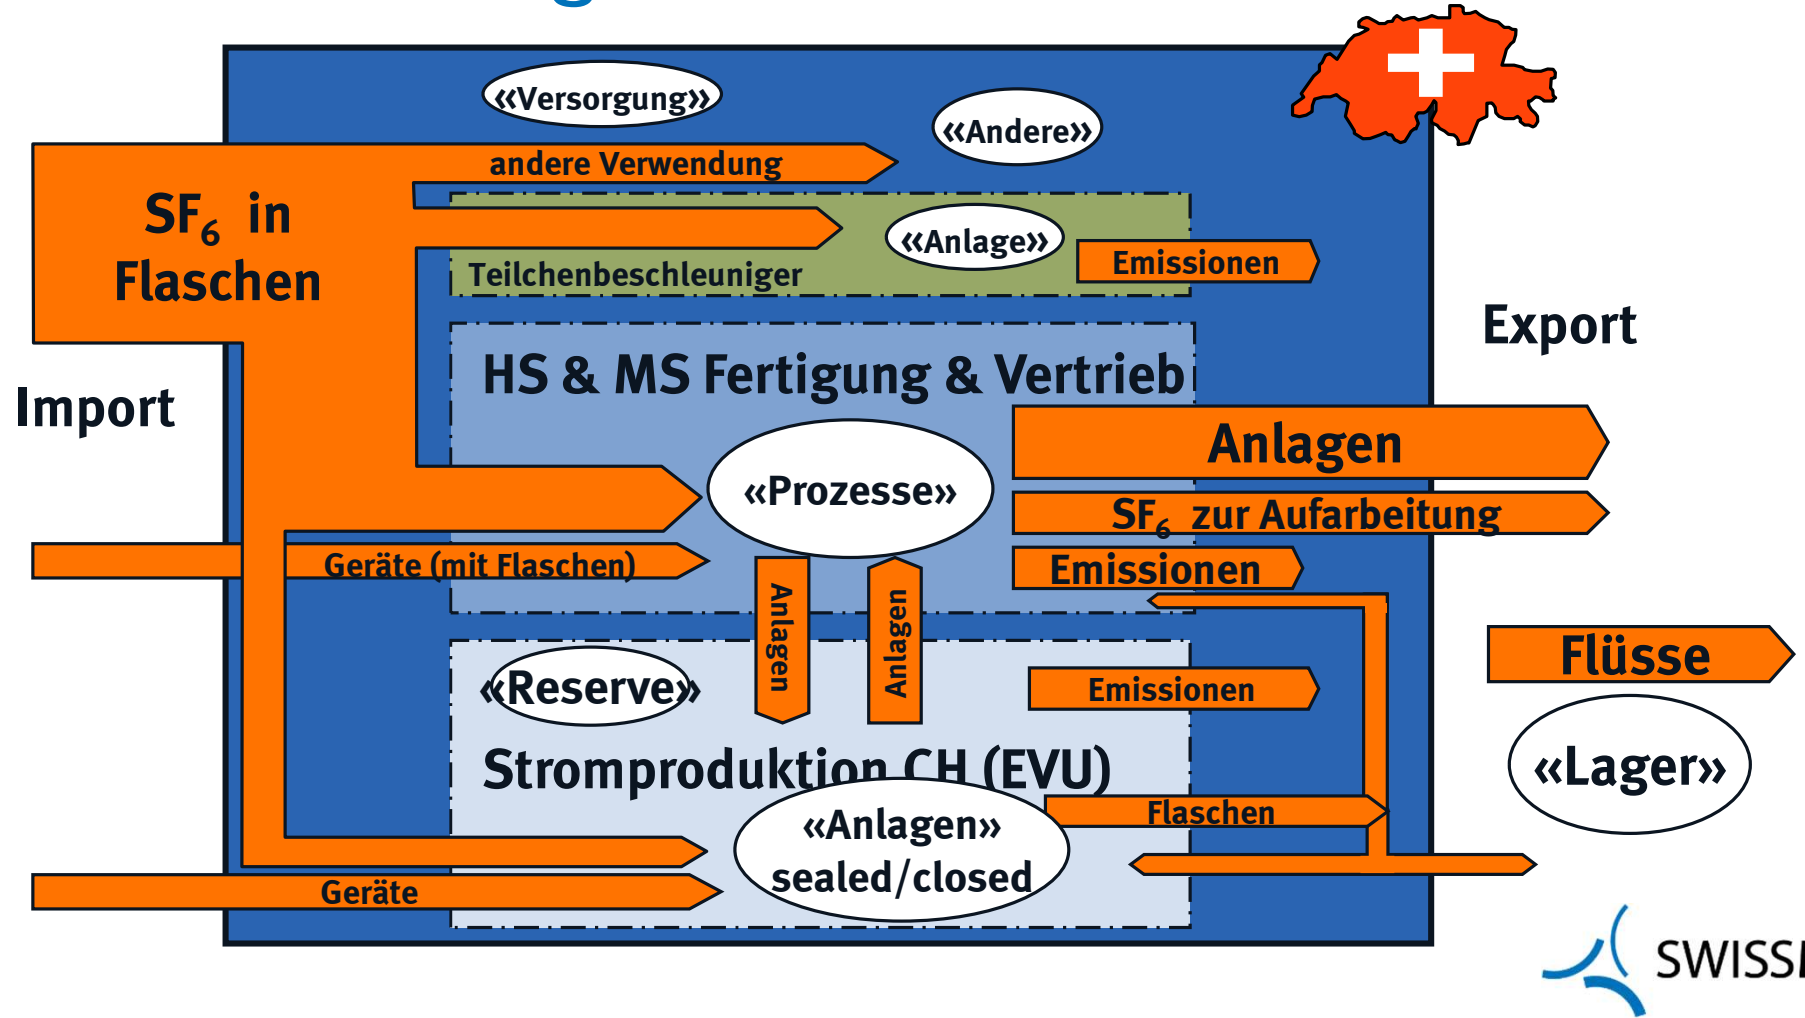 «Versorgung»
«Andere»
andere Verwendung
SF6 in
Flaschen
«Anlage»
Emissionen
Teilchenbeschleuniger
Export
HS & MS Fertigung & Vertrieb
Import
Anlagen
«Prozesse»
SF6 zur Aufarbeitung
Geräte (mit Flaschen)
Emissionen
Anlagen
Anlagen
Flüsse
«Reserve»
Emissionen
Stromproduktion CH (EVU)
«Lager»
Flaschen
«Anlagen»
sealed/closed
Geräte